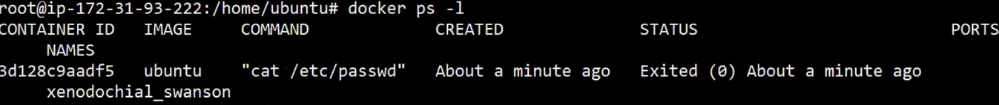 root@ip-172-31-93-222:/home/ubuntu# docker ps -l
CONTAINER ID   IMAGE     COMMAND             CREATED              STATUS                          PORTS
     NAMES
3d128c9aadf5   ubuntu    "cat /etc/passwd"   About a minute ago   Exited (0) About a minute ago
     xenodochial_swanson